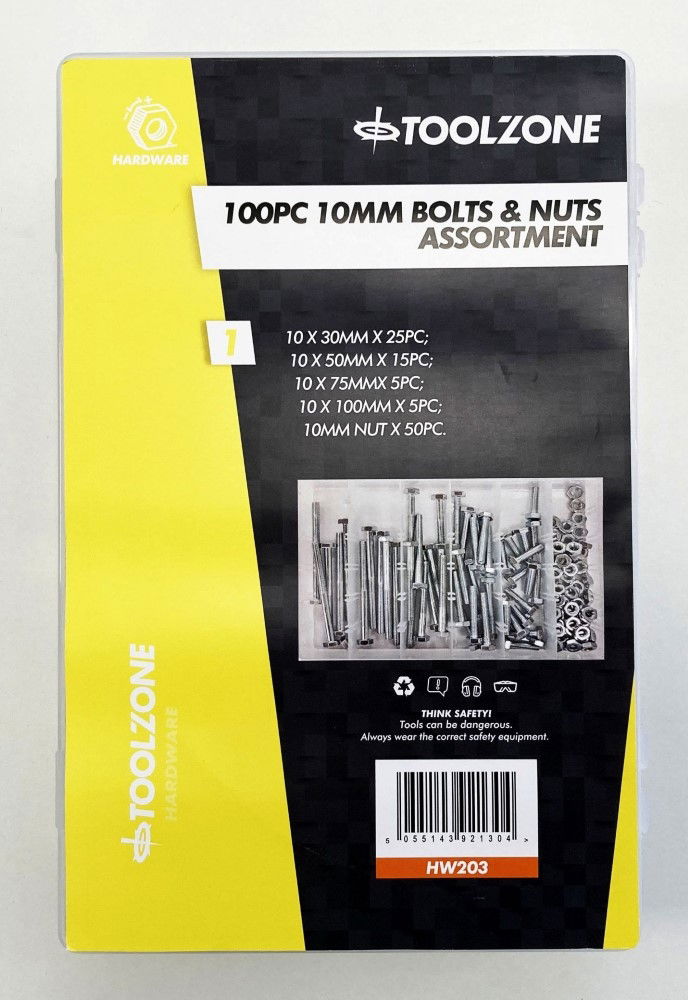 HARDWARE
TOOLZONE
100PC 10MM BOLTS & NUTS
ASSORTMENT
1
10 X 30MM X 25PC;
10 X 50MM X 15PC;
10 X 75MMX 5PC;
10 X 100MM X 5PC;
10MM NUT X 50PC.
THINK SAFETY!
Tools can be dangerous.
Always wear the correct safety equipment.
5 055143 921304 >
HW203
TOOLZONE
HARDWARE